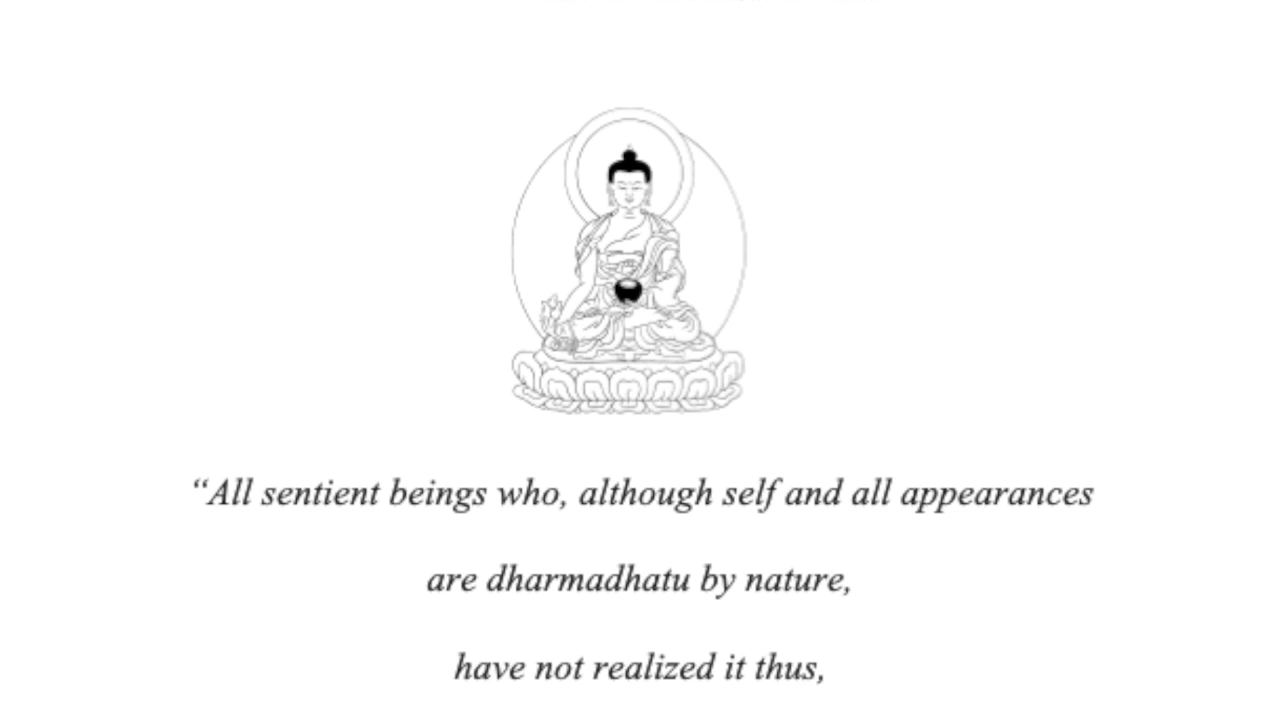 “All sentient beings who, although self and all appearances
are dharmadhatu by nature,
have not realized it thus,